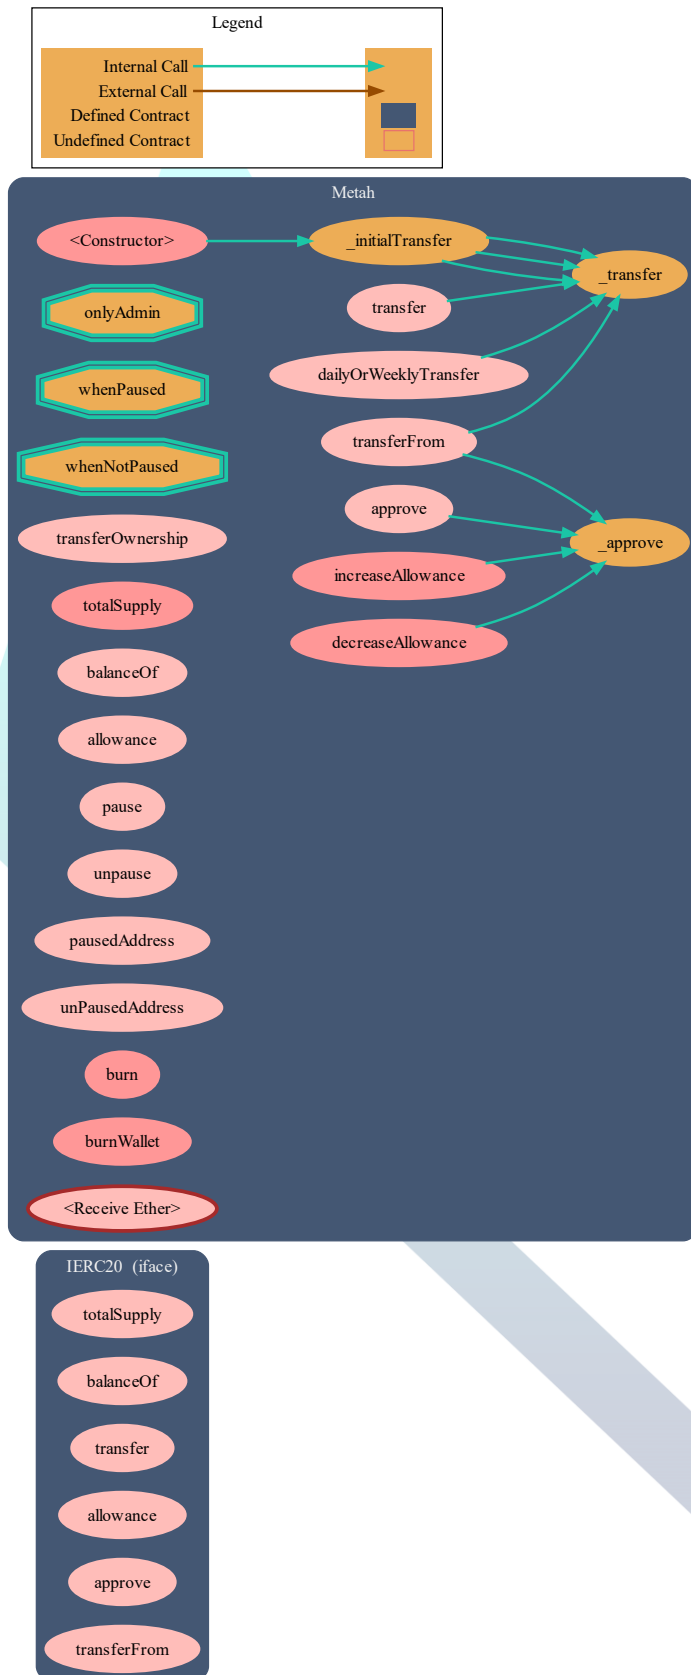 Legend
Internal Call
External Call
Defined Contract
Undefined Contract
Metah
<Constructor>
_initialTransfer
_transfer
onlyAdmin
transfer
whenPaused
dailyOrWeeklyTransfer
whenNotPaused
transferFrom
approve
transferOwnership
_approve
increaseAllowance
totalSupply
decreaseAllowance
balanceOf
allowance
pause
unpause
pausedAddress
unPausedAddress
burn
burnWallet
<Receive Ether>
IERC20 (iface)
totalSupply
balanceOf
transfer
allowance
approve
transferFrom